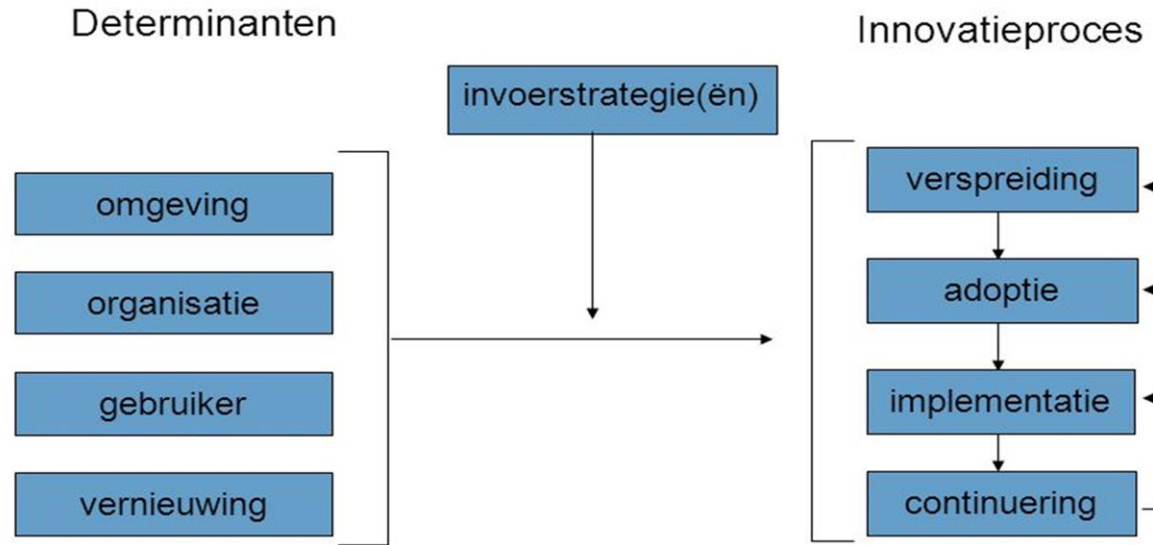 Determinanten
Innovatieproces
invoerstrategie(ën)
omgeving
organisatie
gebruiker
vernieuwing
verspreiding
adoptie
implementatie
continuering